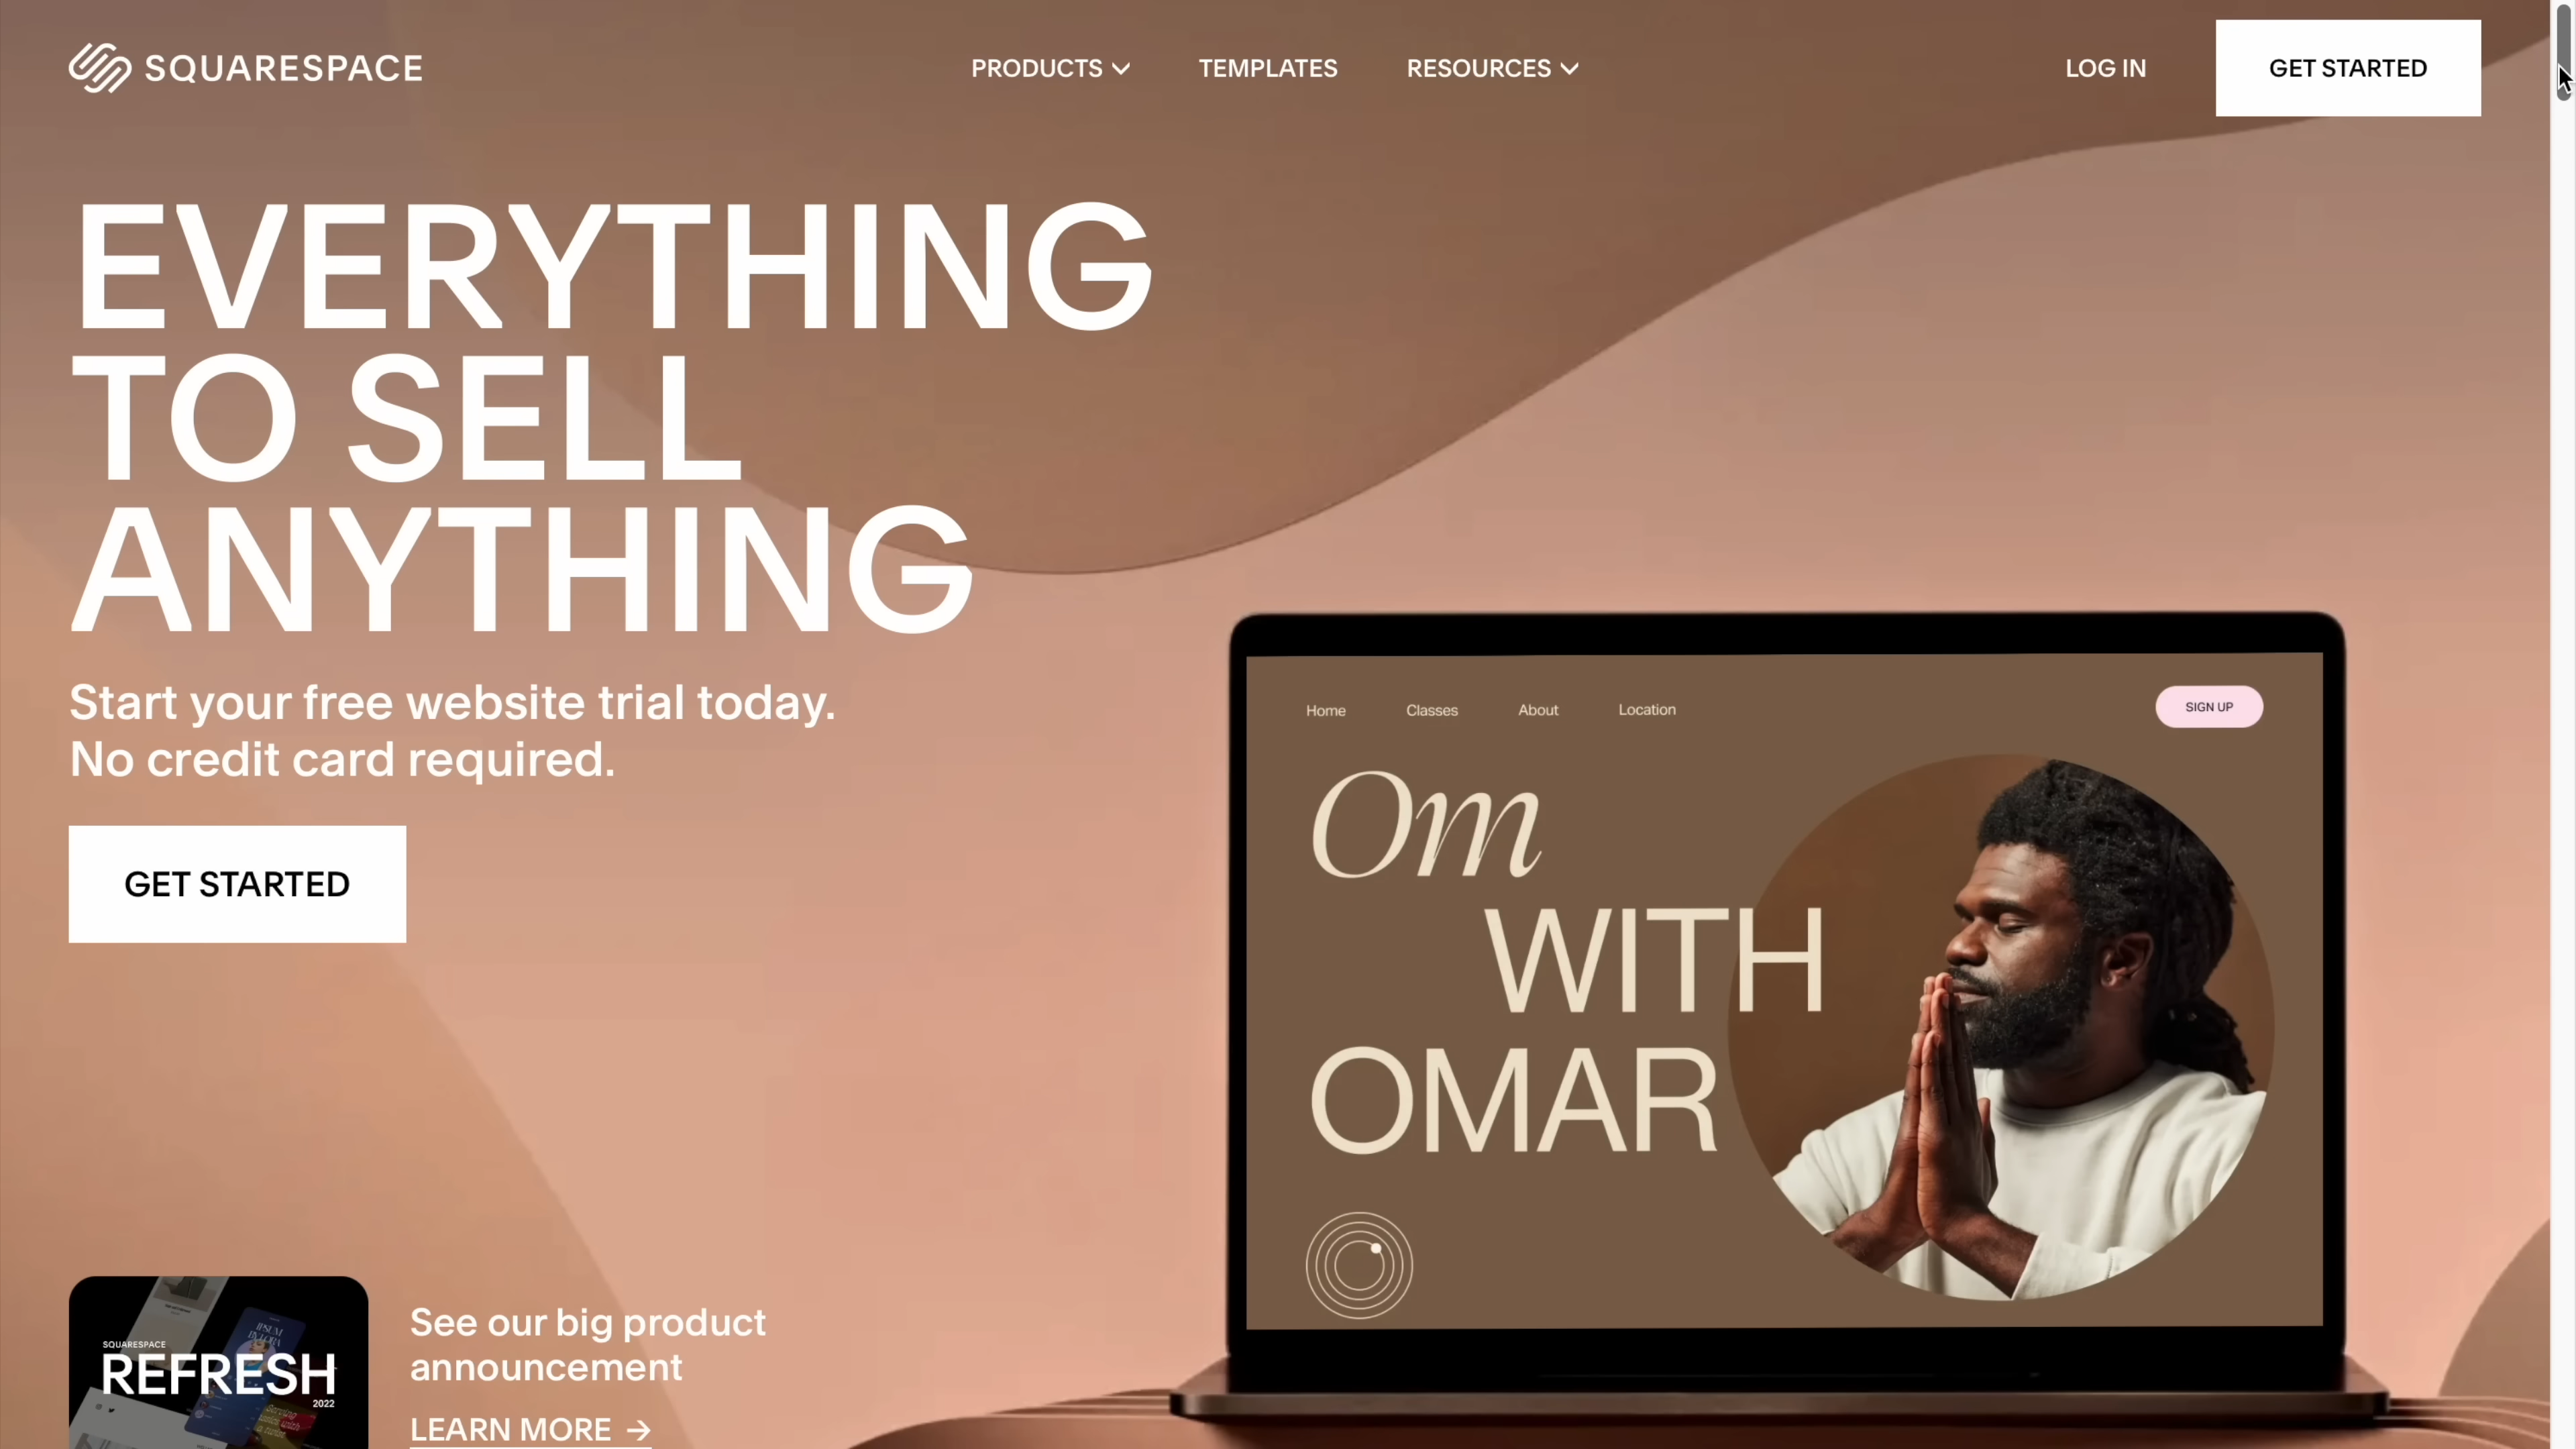 SQUARESPACE
PRODUCTS
TEMPLATES
RESOURCES
LOG IN
GET STARTED
EVERYTHING
TO SELL
ANYTHING
Start your free website trial today.
No credit card required.
GET STARTED
Home
Classes
About
Location
SIGN UP
Om
WITH
OMAR
SQUARESPACE
REFRESH
2022
See our big product
announcement
LEARN MORE →